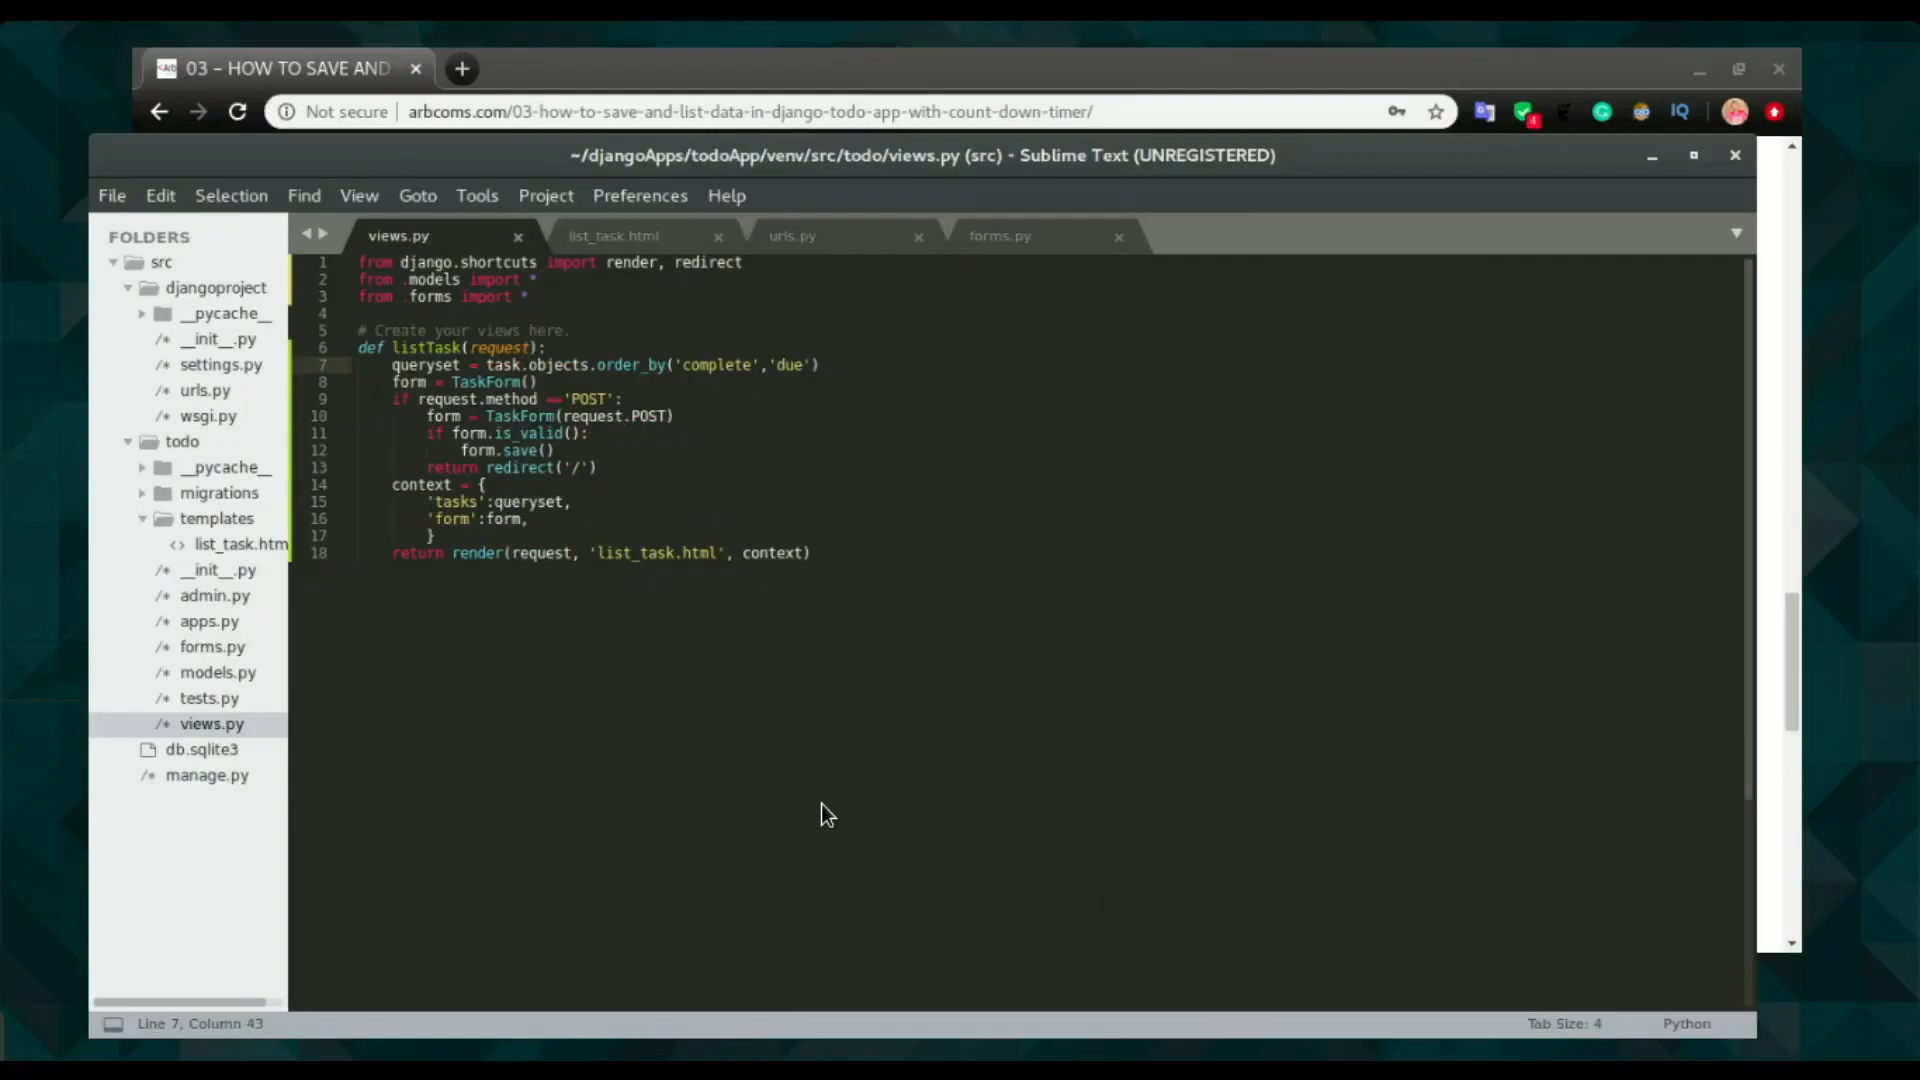 03 – HOW TO SAVE AND
Not secure | arbcoms.com/03-how-to-save-and-list-data-in-django-todo-app-with-count-down-timer/
4
IQ
~/djangoApps/todoApp/venv/src/todo/views.py (src) - Sublime Text (UNREGISTERED)
File Edit Selection Find View Goto Tools Project Preferences Help
FOLDERS
src
djangoproject
__pycache__
/* __init__.py
/* settings.py
/* urls.py
/* wsgi.py
todo
__pycache__
migrations
templates
<> list_task.htm
/* __init__.py
/* admin.py
/* apps.py
/* forms.py
/* models.py
/* tests.py
/* views.py
db.sqlite3
/* manage.py
views.py list_task.html urls.py forms.py
1 from django.shortcuts import render, redirect
2 from .models import *
3 from .forms import *
4
5 # Create your views here.
6 def listTask(request):
7 queryset = task.objects.order_by('complete','due')
8 form = TaskForm()
9 if request.method =='POST':
10 form = TaskForm(request.POST)
11 if form.is_valid():
12 form.save()
13 return redirect('/')
14 context = {
15 'tasks':queryset,
16 'form':form,
17 }
18 return render(request, 'list_task.html', context)
Line 7, Column 43 Tab Size: 4 Python